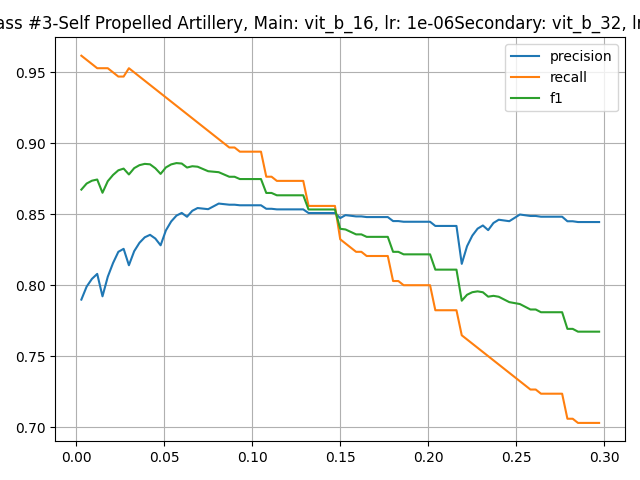 ass #3-Self Propelled Artillery, Main: vit_b_16, lr: 1e-06Secondary: vit_b_32, lr
precision
recall
f1
0.95
0.90
0.85
0.80
0.75
0.70
0.00 0.05 0.10 0.15 0.20 0.25 0.30